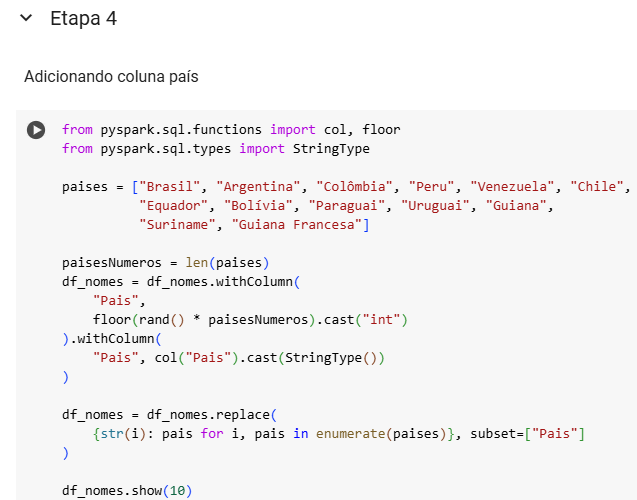 Etapa 4
Adicionando coluna país
from pyspark.sql.functions import col, floor
from pyspark.sql.types import StringType
paises = ["Brasil", "Argentina", "Colômbia", "Peru", "Venezuela", "Chile",
"Equador", "Bolívia", "Paraguai", "Uruguai", "Guiana",
"Suriname", "Guiana Francesa"]
paisesNumeros = len(paises)
df_nomes = df_nomes.withColumn(
"Pais",
floor(rand() * paisesNumeros).cast("int")
).withColumn(
"Pais", col("Pais").cast(StringType())
)
df_nomes = df_nomes.replace(
{str(i): pais for i, pais in enumerate(paises)}, subset=["Pais"]
)
df_nomes.show(10)